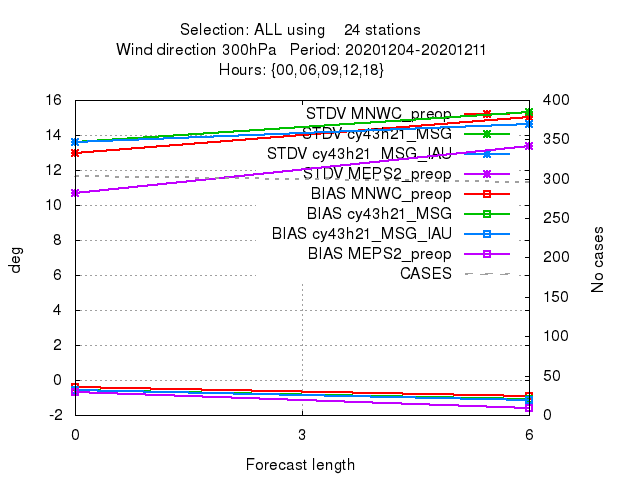 Selection: ALL using    24 stations
Wind direction 300hPa   Period: 20201204-20201211
Hours: {00,06,09,12,18}
16
14
12
10
8
6
4
2
0
-2
400
350
300
250
200
150
100
50
0
STDV MNWC_preop
STDV cy43h21_MSG
STDV cy43h21_MSG_IAU
STDV MEPS2_preop
BIAS MNWC_preop
BIAS cy43h21_MSG
BIAS cy43h21_MSG_IAU
BIAS MEPS2_preop
CASES
deg
No cases
0 3 6
Forecast length